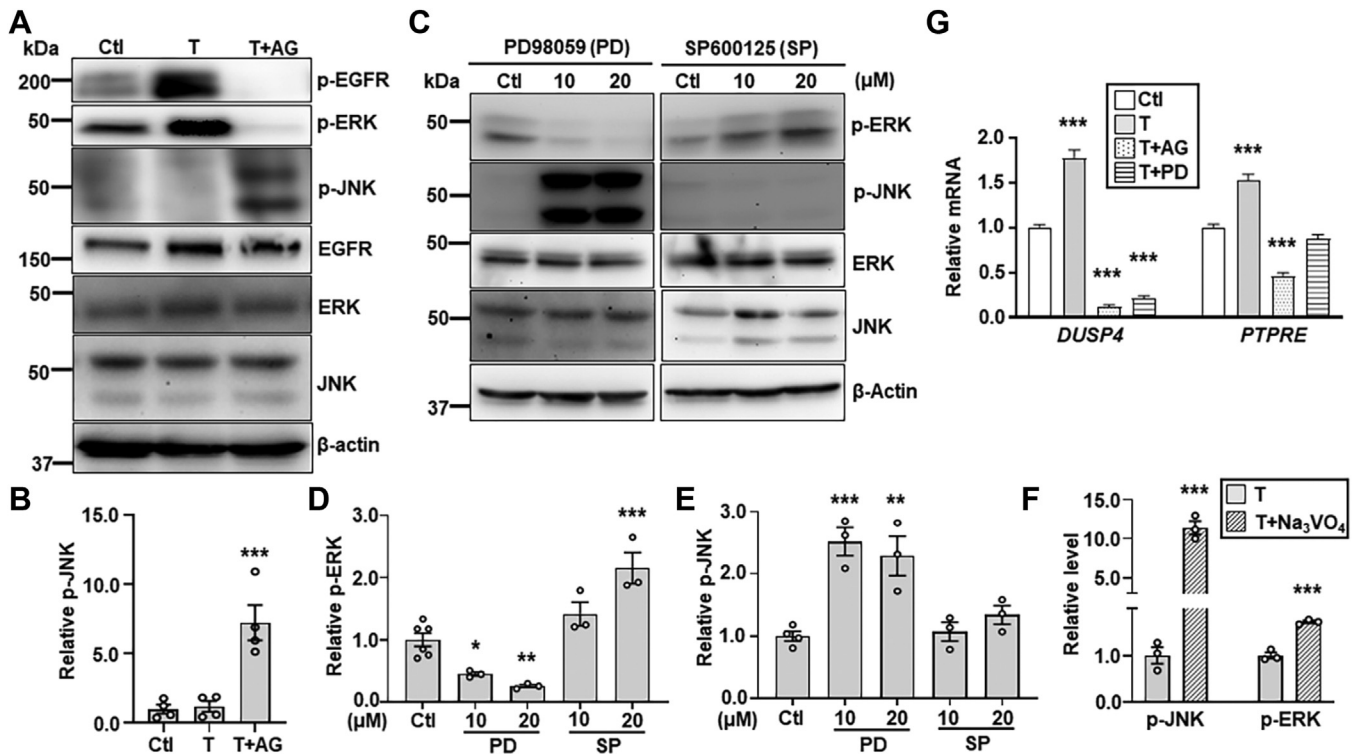 A
kDa
Ctl T T+AG
200
p-EGFR
50
p-ERK
50
p-JNK
150
EGFR
50
ERK
50
JNK
37
β-actin
C
PD98059 (PD) SP600125 (SP)
kDa Ctl 10 20 Ctl 10 20 (μM)
50
p-ERK
50
p-JNK
50
ERK
50
JNK
37
β-Actin
G
Ctl
T
T+AG
T+PD
Relative mRNA
2.0
1.5
1.0
0.5
0.0
*** *** *** *** ***
DUSP4 PTPRE
B
Relative p-JNK
15.0
10.0
5.0
0.0
***
Ctl T T+AG
D
Relative p-ERK
3.0
2.0
1.0
0.0
* ** ***
(μM) Ctl 10 20 10 20
PD SP
E
Relative p-JNK
3.0
2.0
1.0
0.0
*** **
(μM) Ctl 10 20 10 20
PD SP
F
T
T+Na₃VO₄
Relative level
15.0
10.0
1.0
0.0
*** ***
p-JNK p-ERK